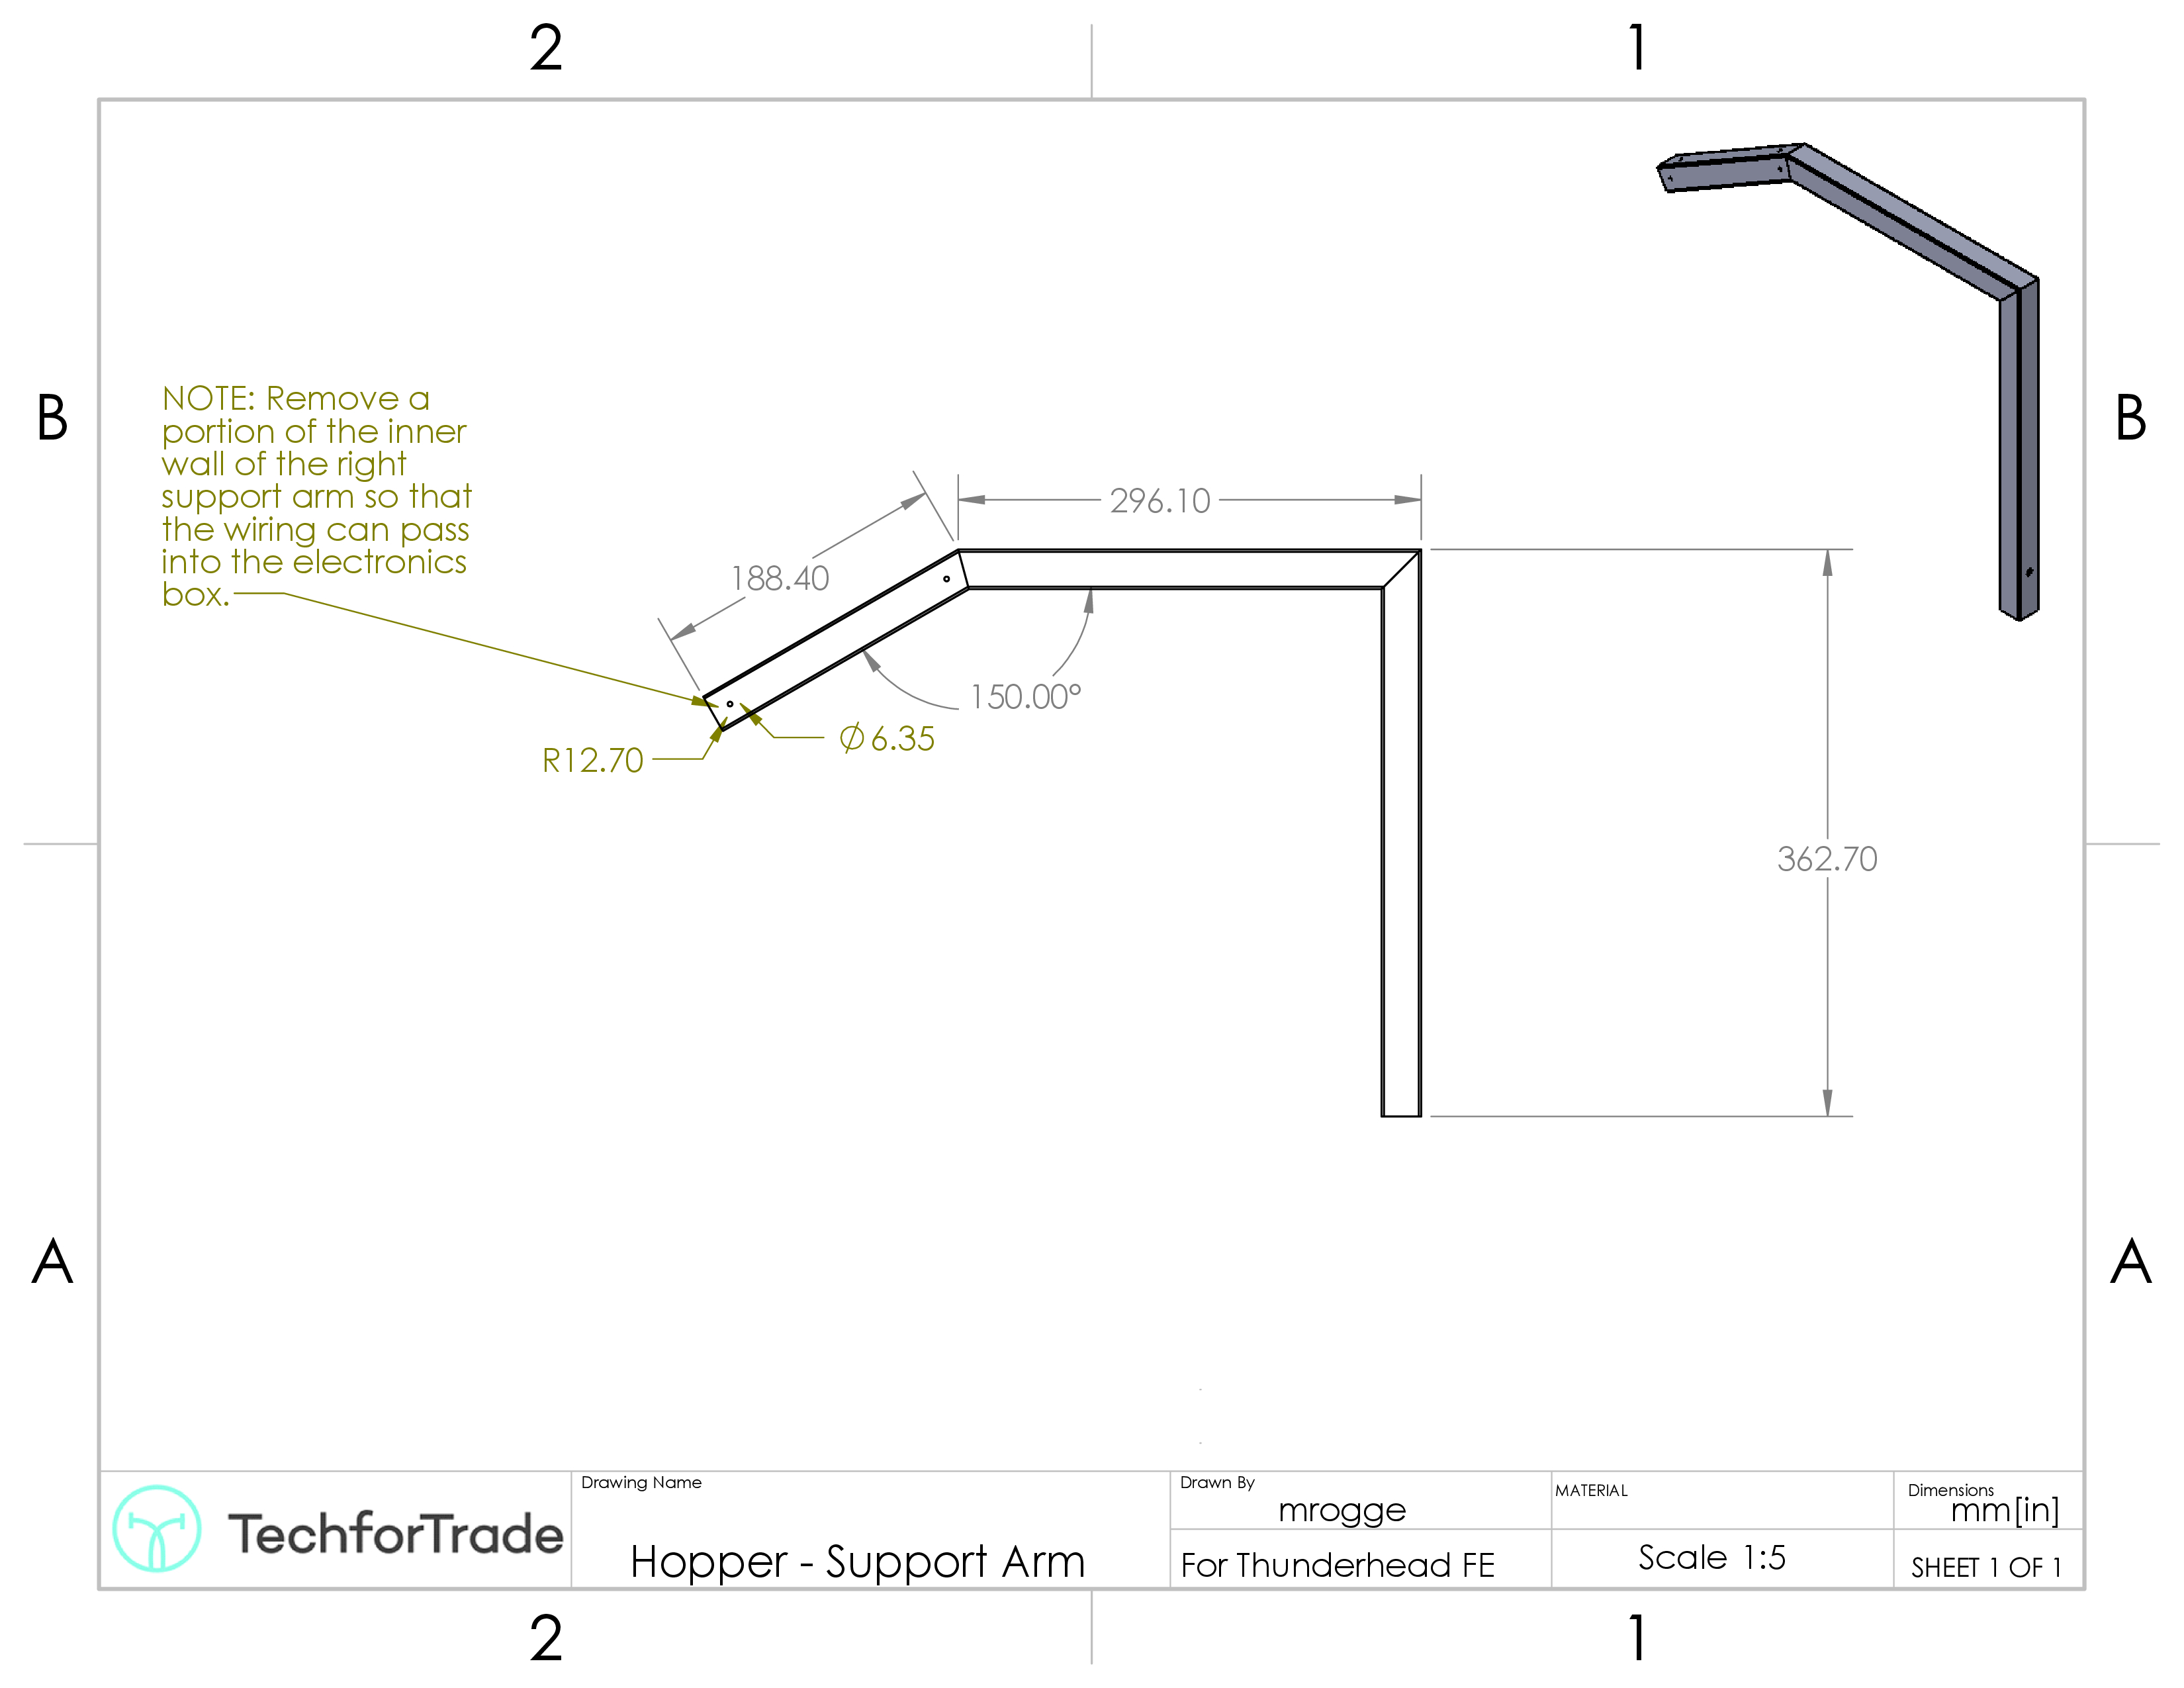 2
1
B
B
NOTE: Remove a
portion of the inner
wall of the right
support arm so that
the wiring can pass
into the electronics
box.
296.10
188.40
150.00°
Ø6.35
R12.70
362.70
A
A
TechforTrade
Drawing Name
Hopper - Support Arm
Drawn By
mrogge
For Thunderhead FE
MATERIAL
Scale 1:5
Dimensions
mm[in]
SHEET 1 OF 1
2
1